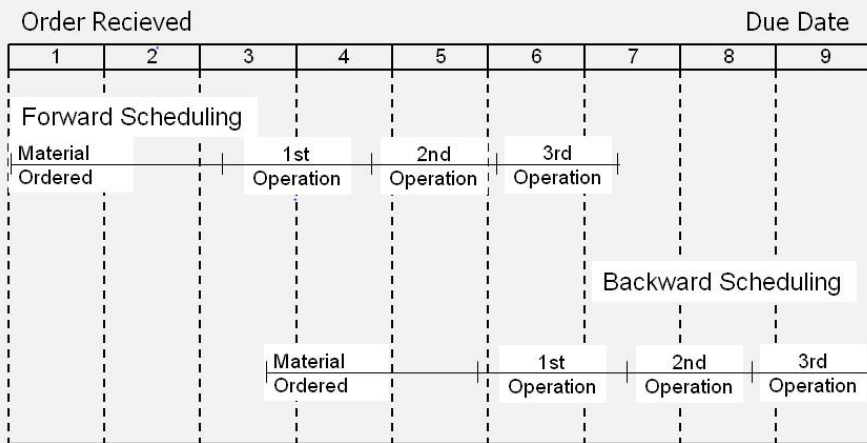 Order Recieved Due Date
1 2 3 4 5 6 7 8 9
Forward Scheduling
Material 1st 2nd 3rd
Ordered Operation Operation Operation
Backward Scheduling
Material 1st 2nd 3rd
Ordered Operation Operation Operation